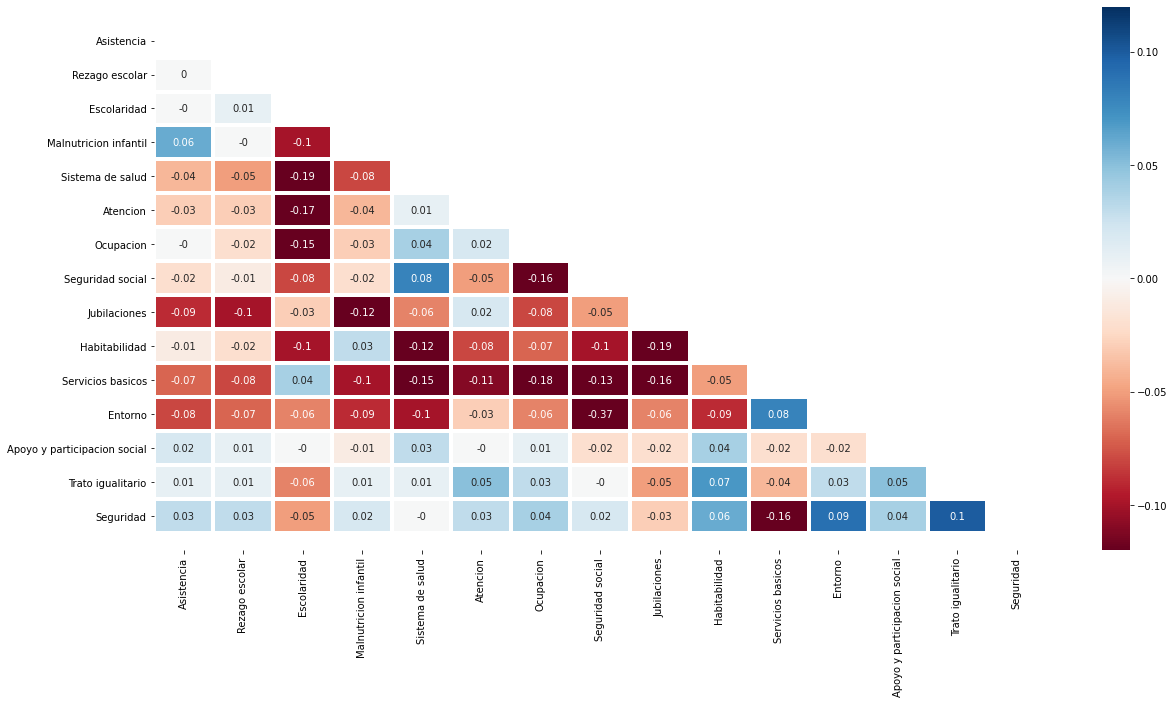 Asistencia
Rezago escolar 0
Escolaridad -0 0.01
Malnutricion infantil 0.06 -0 -0.1
Sistema de salud -0.04 -0.05 -0.19 -0.08
Atencion -0.03 -0.03 -0.17 -0.04 0.01
Ocupacion -0 -0.02 -0.15 -0.03 0.04 0.02
Seguridad social -0.02 -0.01 -0.08 -0.02 0.08 -0.05 -0.16
Jubilaciones -0.09 -0.1 -0.03 -0.12 -0.06 0.02 -0.08 -0.05
Habitabilidad -0.01 -0.02 -0.1 0.03 -0.12 -0.08 -0.07 -0.1 -0.19
Servicios basicos -0.07 -0.08 0.04 -0.1 -0.15 -0.11 -0.18 -0.13 -0.16 -0.05
Entorno -0.08 -0.07 -0.06 -0.09 -0.1 -0.03 -0.06 -0.37 -0.06 -0.09 0.08
Apoyo y participacion social 0.02 0.01 -0 -0.01 0.03 -0 0.01 -0.02 -0.02 0.04 -0.02 -0.02
Trato igualitario 0.01 0.01 -0.06 0.01 0.01 0.05 0.03 -0 -0.05 0.07 -0.04 0.03 0.05
Seguridad 0.03 0.03 -0.05 0.02 -0 0.03 0.04 0.02 -0.03 0.06 -0.16 0.09 0.04 0.1
Asistencia
Rezago escolar
Escolaridad
Malnutricion infantil
Sistema de salud
Atencion
Ocupacion
Seguridad social
Jubilaciones
Habitabilidad
Servicios basicos
Entorno
Apoyo y participacion social
Trato igualitario
Seguridad
0.10
0.05
0.00
−0.05
−0.10